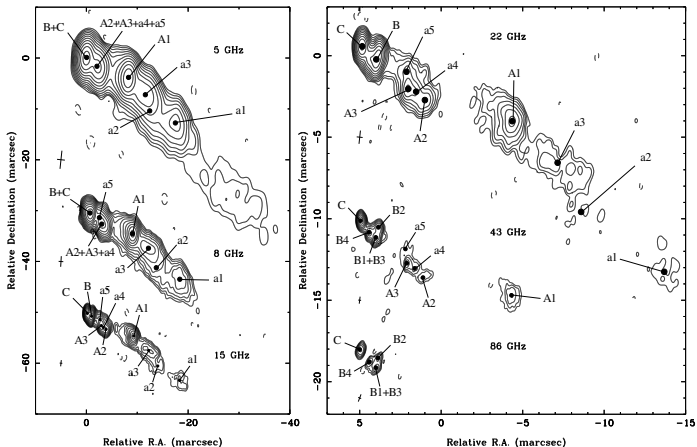 B+C
A2+A3+a4+a5
A1
5 GHz
a3
a2
a1
B+C
a5
A1
a2
A2+A3+a4
a3
8 GHz
a1
C
B
a5
a4
A1
A3
A2
a3
a2
15 GHz
a1
0
-20
-40
-60
0
-20
-40
Relative Declination (marcsec)
Relative R.A. (marcsec)
C
B
a5
22 GHz
a4
A3
A2
A1
a3
a2
C
B2
B4
B1+B3
a5
43 GHz
a4
A3
A2
A1
a1
C
B2
B4
B1+B3
86 GHz
0
-5
-10
-15
-20
5
0
-5
-10
-15
Relative Declination (marcsec)
Relative R.A. (marcsec)